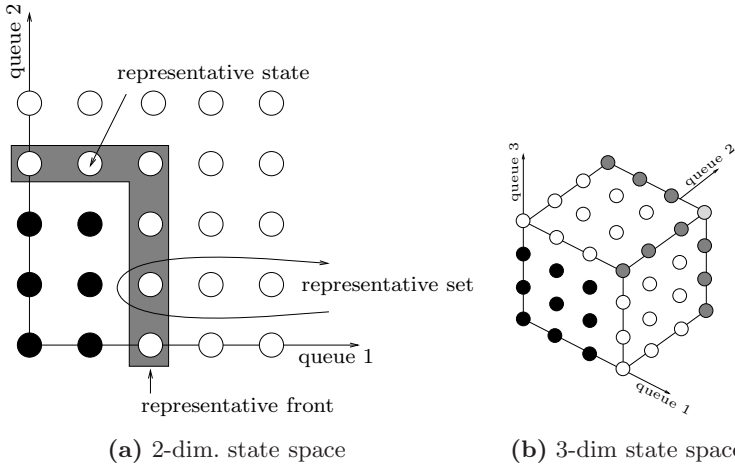 queue 2
representative state
representative set
queue 1
representative front
(a) 2-dim. state space
queue 3
queue 2
queue 1
(b) 3-dim state space